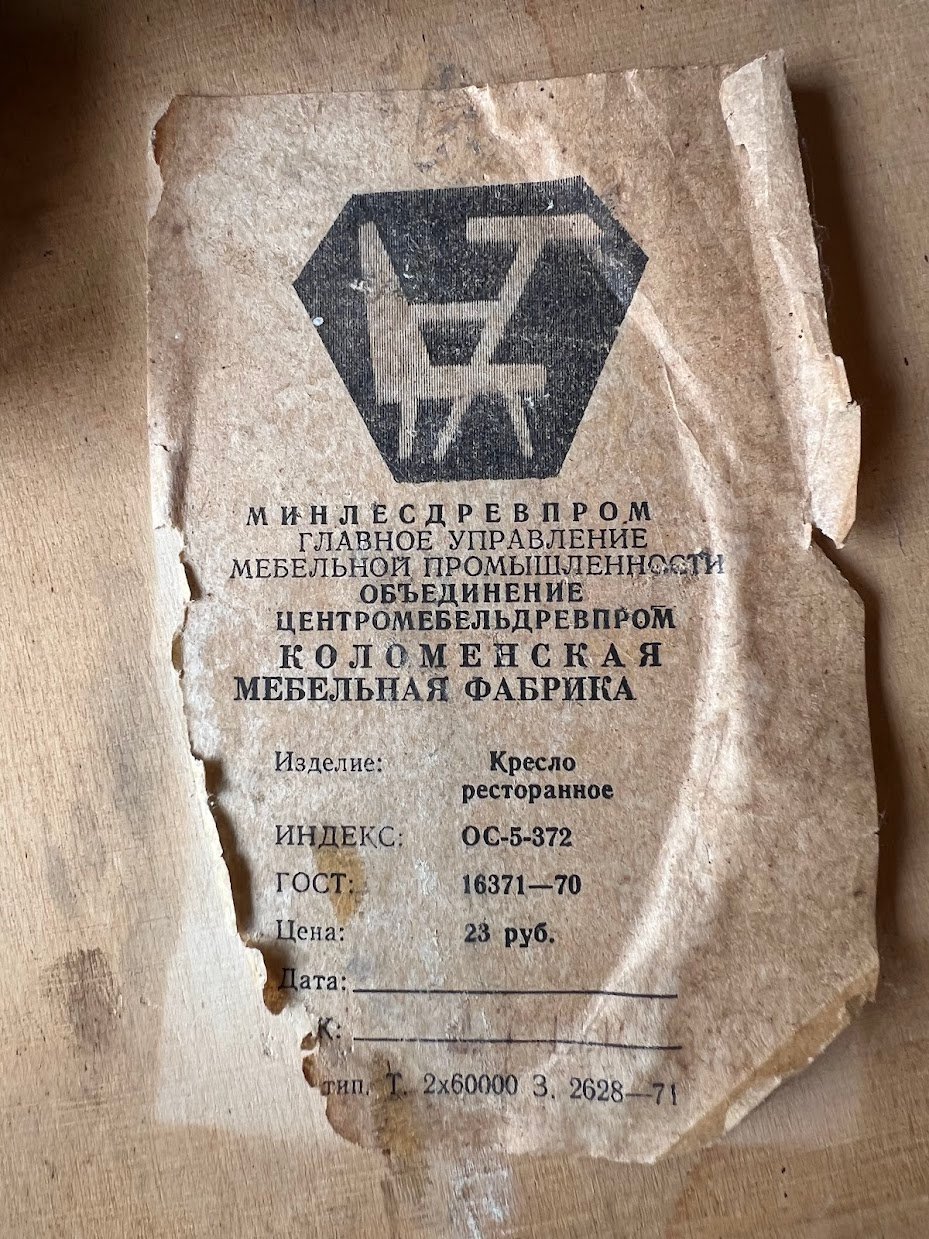 МИНЛЕСДРЕВПРОМ
ГЛАВНОЕ УПРАВЛЕНИЕ
МЕБЕЛЬНОЙ ПРОМЫШЛЕННОСТИ
ОБЪЕДИНЕНИЕ
ЦЕНТРОМЕБЕЛЬДРЕВПРОМ
КОЛОМЕНСКАЯ
МЕБЕЛЬНАЯ ФАБРИКА
Изделие: Кресло
ресторанное
ИНДЕКС: ОС-5-372
ГОСТ: 16371—70
Цена: 23 руб.
Дата:
К:
тип. Т. 2х60000 З. 2628—71